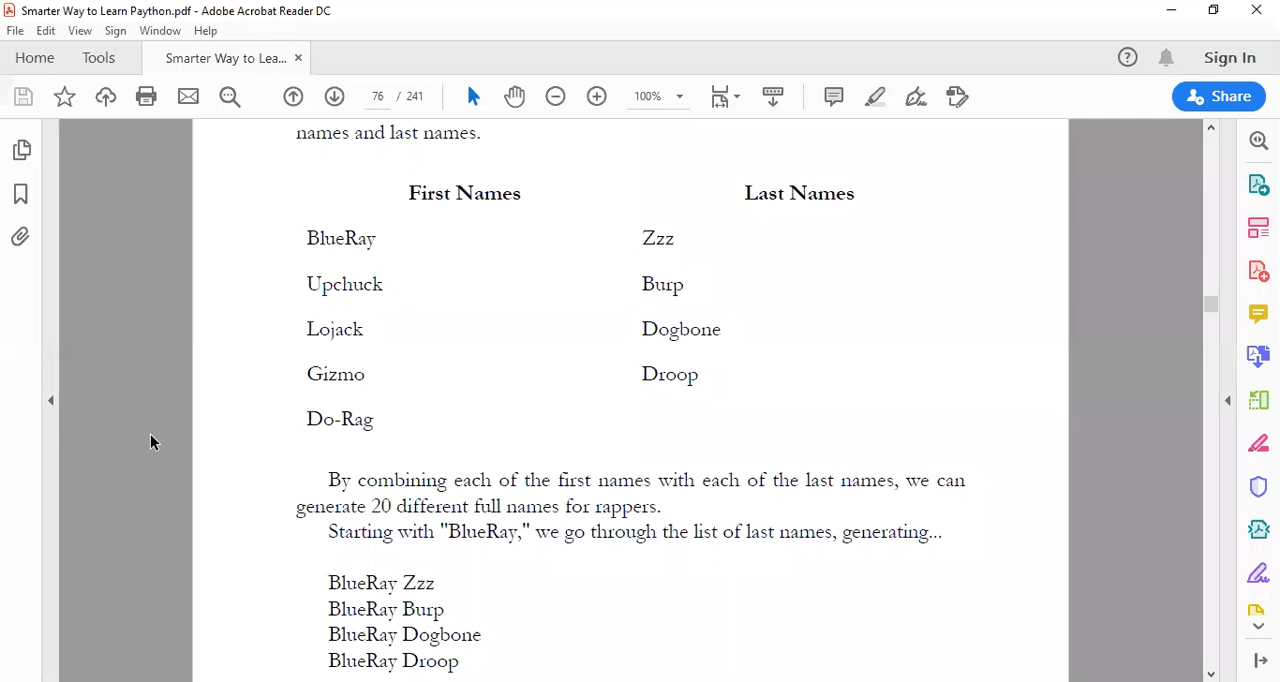 Smarter Way to Learn Paython.pdf - Adobe Acrobat Reader DC
File Edit View Sign Window Help
Home Tools Smarter Way to Lea... × Sign In
76 / 241 100% Share
names and last names.
First Names Last Names
BlueRay Zzz
Upchuck Burp
Lojack Dogbone
Gizmo Droop
Do-Rag
By combining each of the first names with each of the last names, we can
generate 20 different full names for rappers.
Starting with "BlueRay," we go through the list of last names, generating...
BlueRay Zzz
BlueRay Burp
BlueRay Dogbone
BlueRay Droop